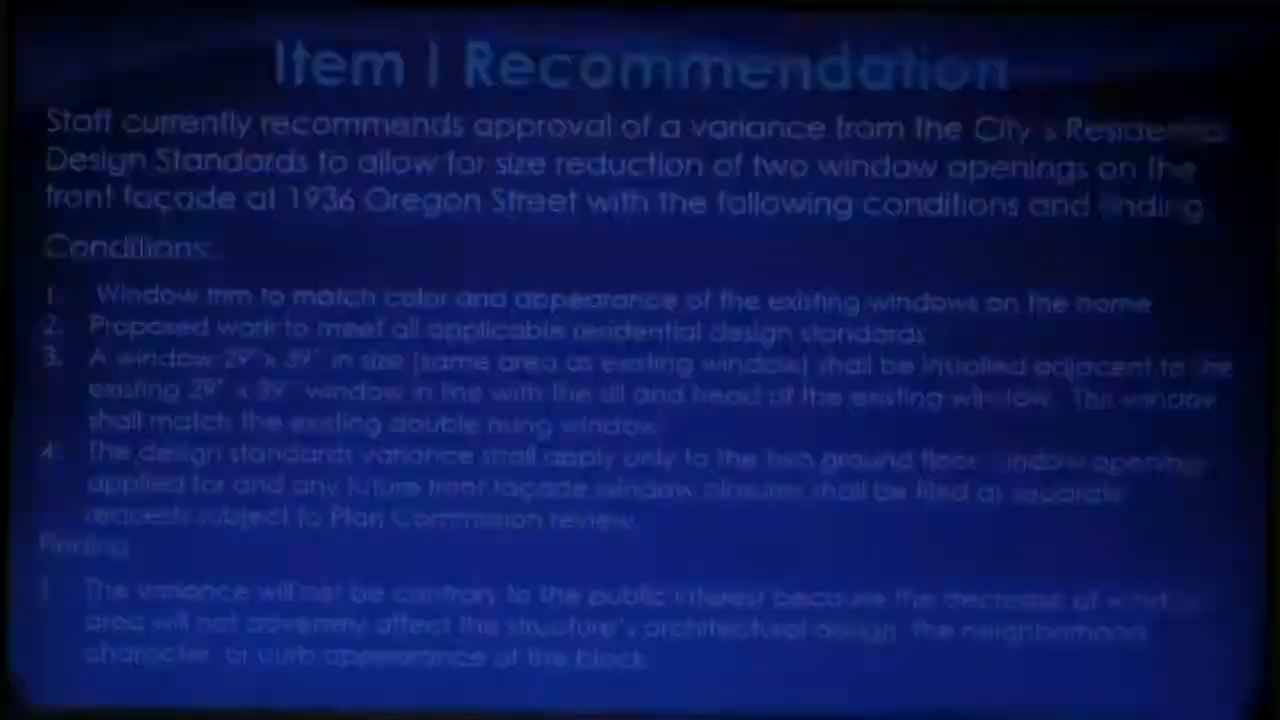 Item I Recommendation
Staff currently recommends approval of a variance from the City's Residential
Design Standards to allow for size reduction of two window openings on the
front façade at 1936 Oregon Street with the following conditions and finding
Conditions:
1. Window trim to match color and appearance of the existing windows on the home
2. Proposed work to meet all applicable residential design standards
3. A window 29" x 39" in size (same area as existing window) shall be installed adjacent to the
existing 29" x 39" window in line with the sill and head of the existing window. The window
shall match the existing double hung window.
4. The design standards variance shall apply only to the two ground floor window openings
applied for and any future front façade window closures shall be filed as separate
requests subject to Plan Commission review.
Finding
1. The variance will not be contrary to the public interest because the decrease of window
area will not adversely affect the structure's architectural design, the neighborhood
character, or curb appearance of the block.